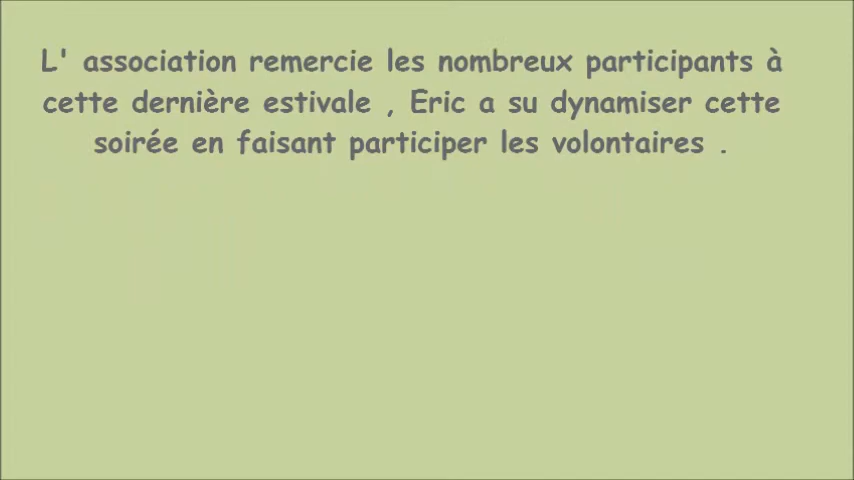 L' association remercie les nombreux participants à
cette dernière estivale , Eric a su dynamiser cette
soirée en faisant participer les volontaires .